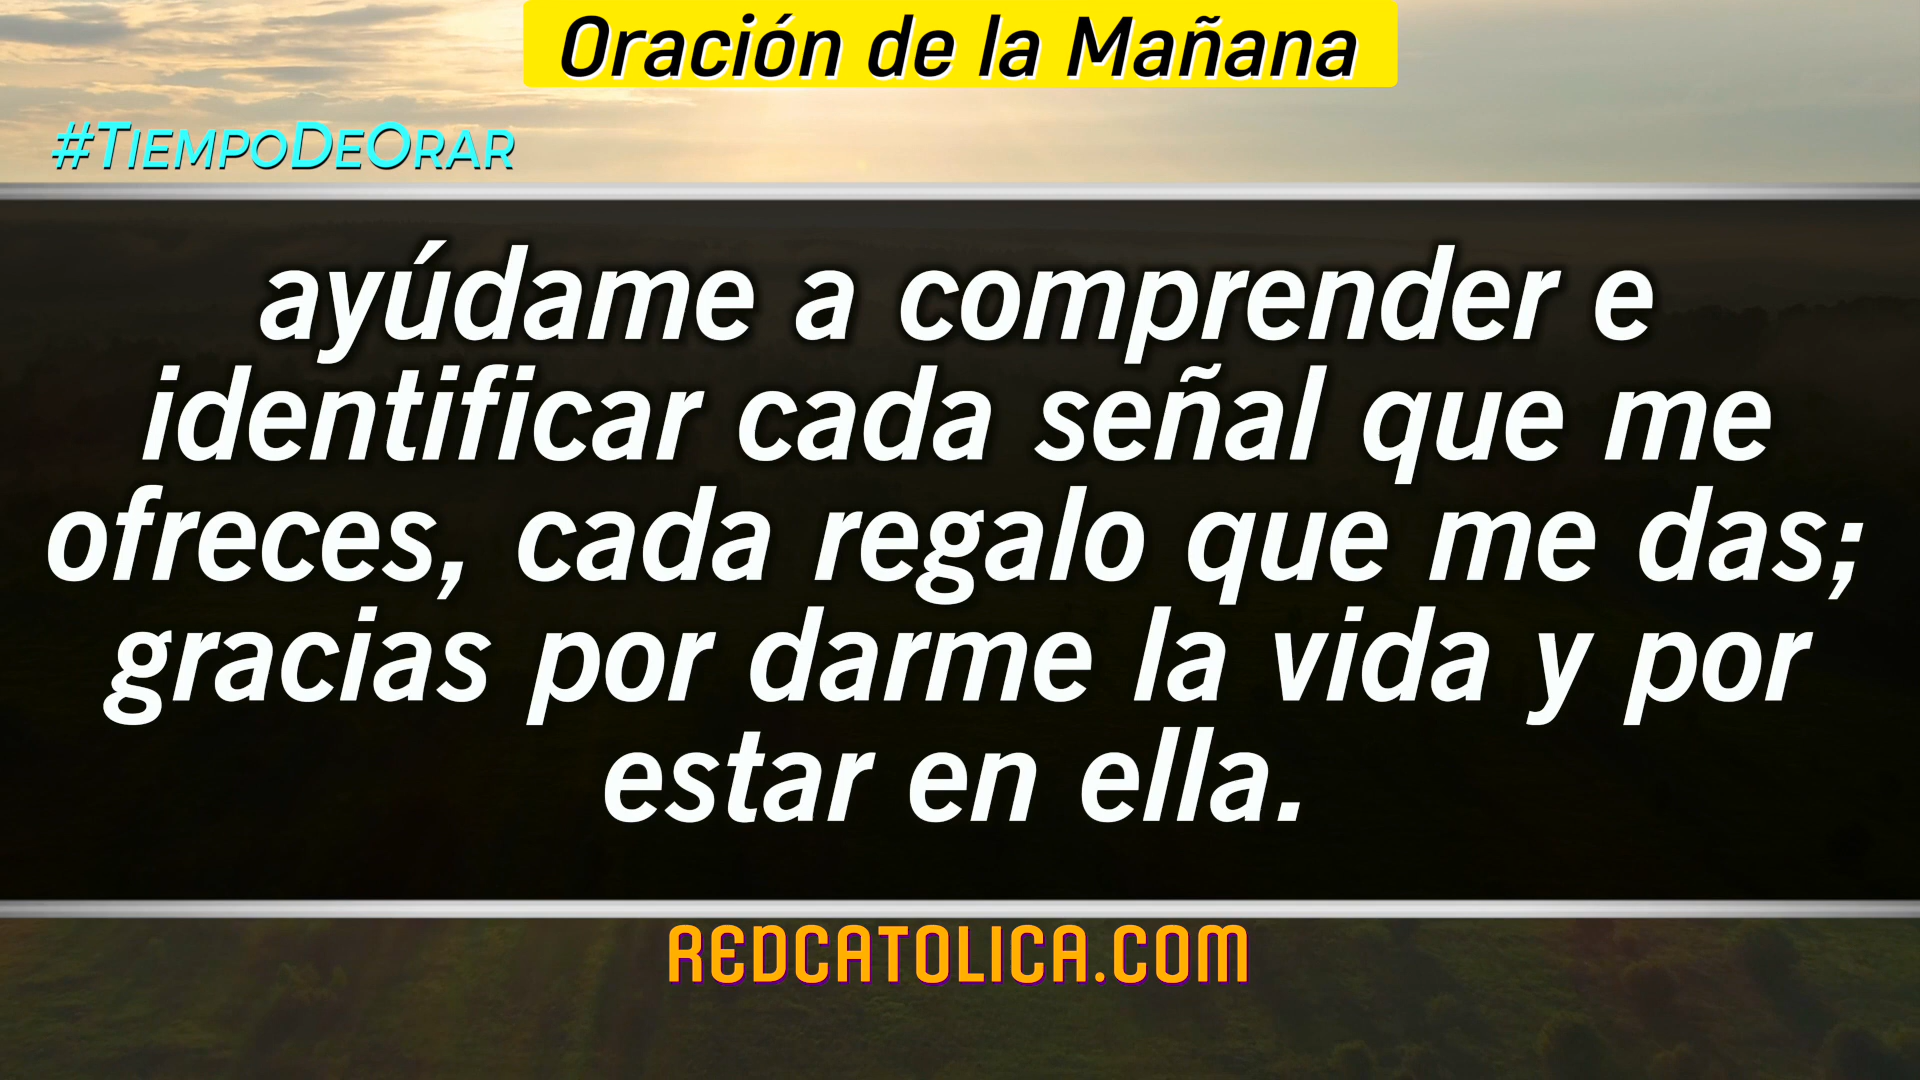 Oración de la Mañana
#TiempoDeOrar
ayúdame a comprender e
identificar cada señal que me
ofreces, cada regalo que me das;
gracias por darme la vida y por
estar en ella.
REDCATOLICA.COM